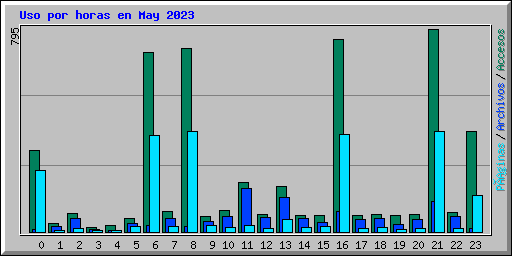 Uso por horas en May 2023
795
PĂginas / Archivos / Accesos
0 1 2 3 4 5 6 7 8 9 10 11 12 13 14 15 16 17 18 19 20 21 22 23